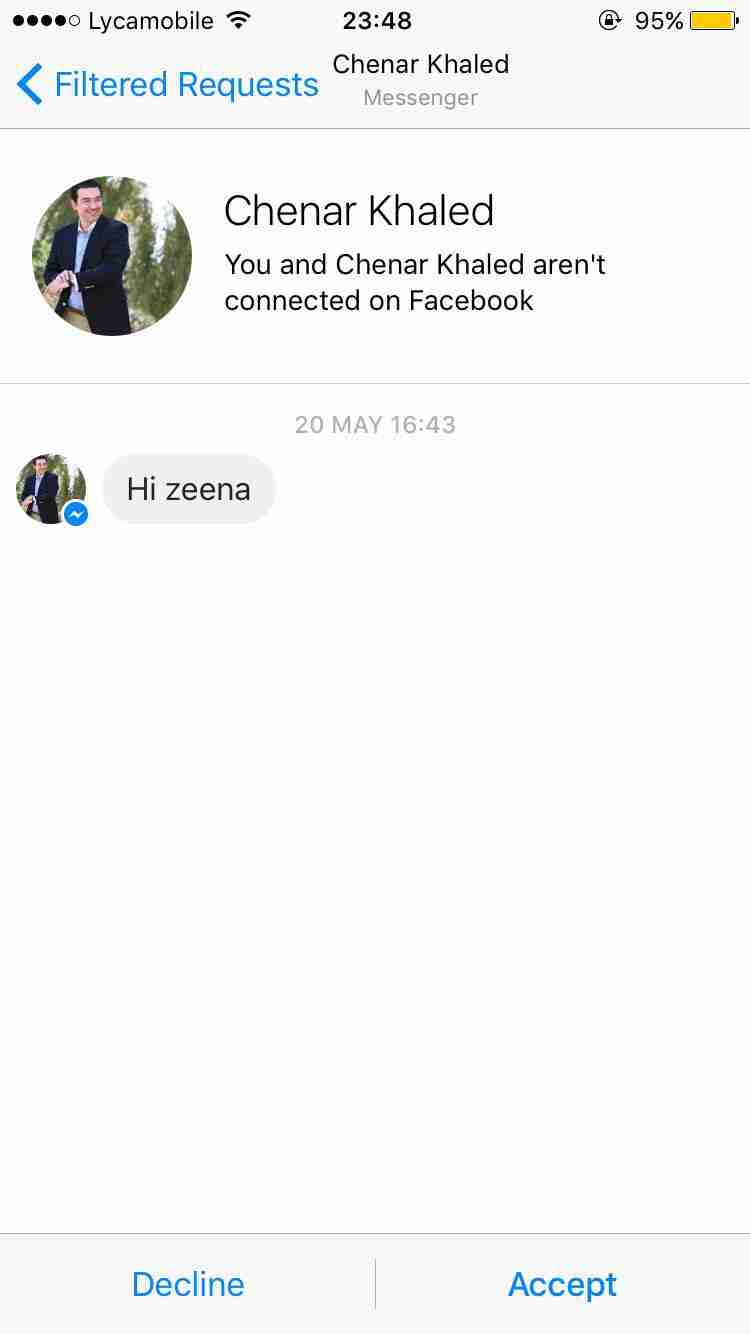 Lycamobile 23:48 95%
Filtered Requests
Chenar Khaled
Messenger
Chenar Khaled
You and Chenar Khaled aren't
connected on Facebook
20 MAY 16:43
Hi zeena
Decline Accept